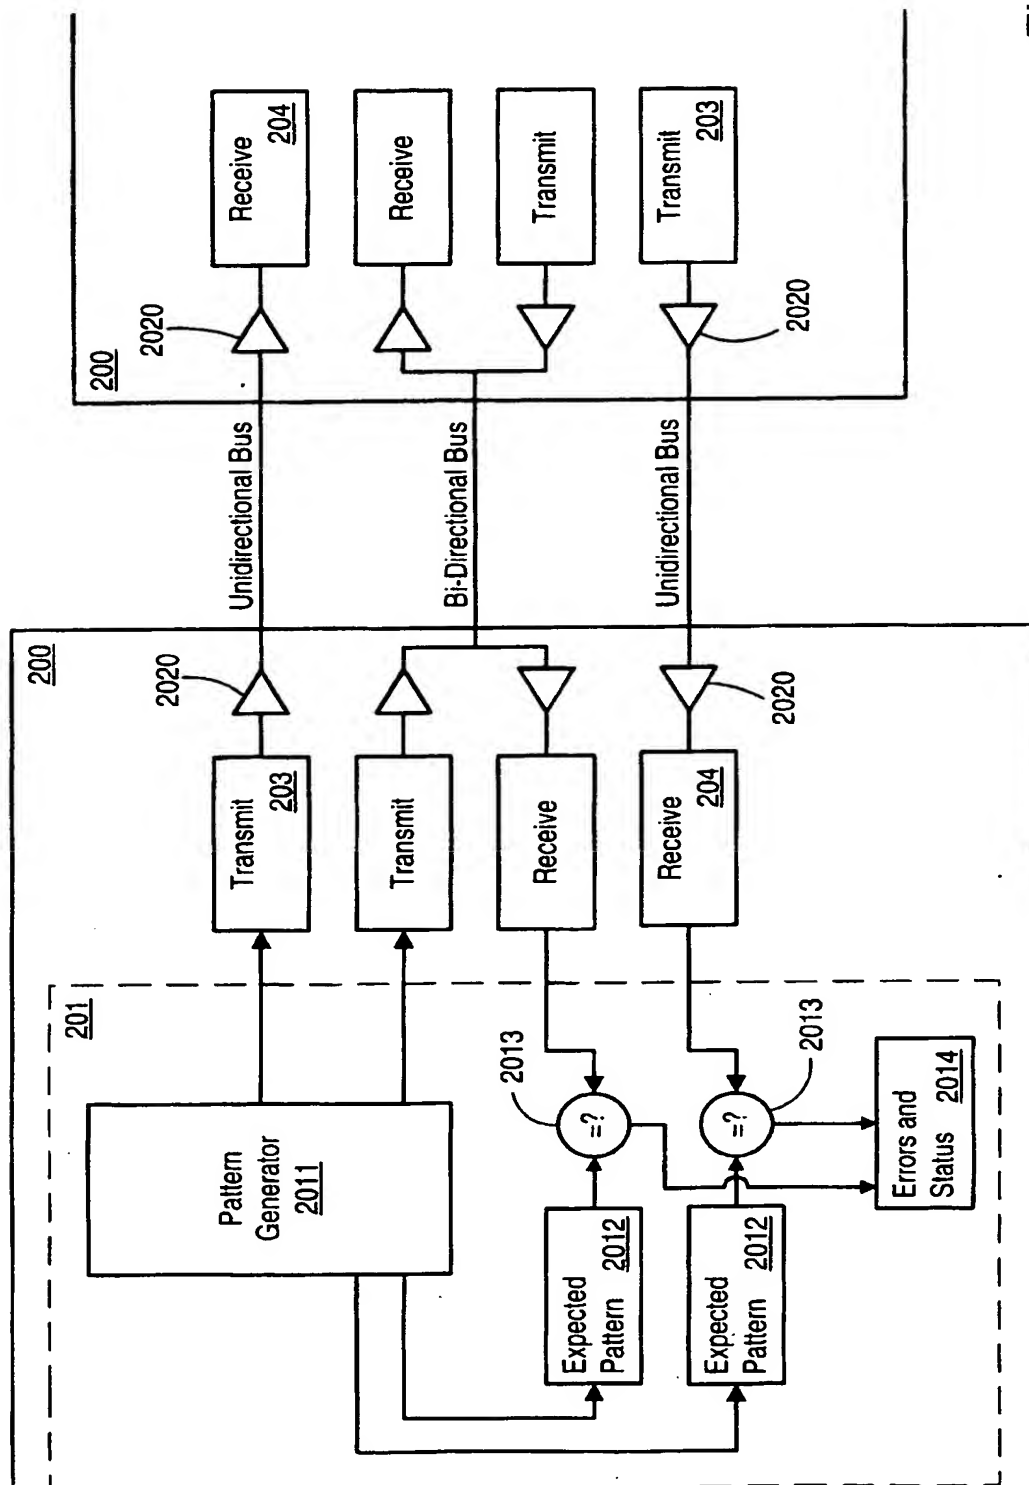 201
Pattern
Generator
2011
Expected
Pattern 2012
Expected
Pattern 2012
2013
=?
=?
2013
Errors and
Status 2014
200
Transmit
203
Transmit
Receive
Receive
204
2020
2020
Unidirectional Bus
Bi-Directional Bus
Unidirectional Bus
200
2020
2020
Receive
204
Receive
Transmit
Transmit
203